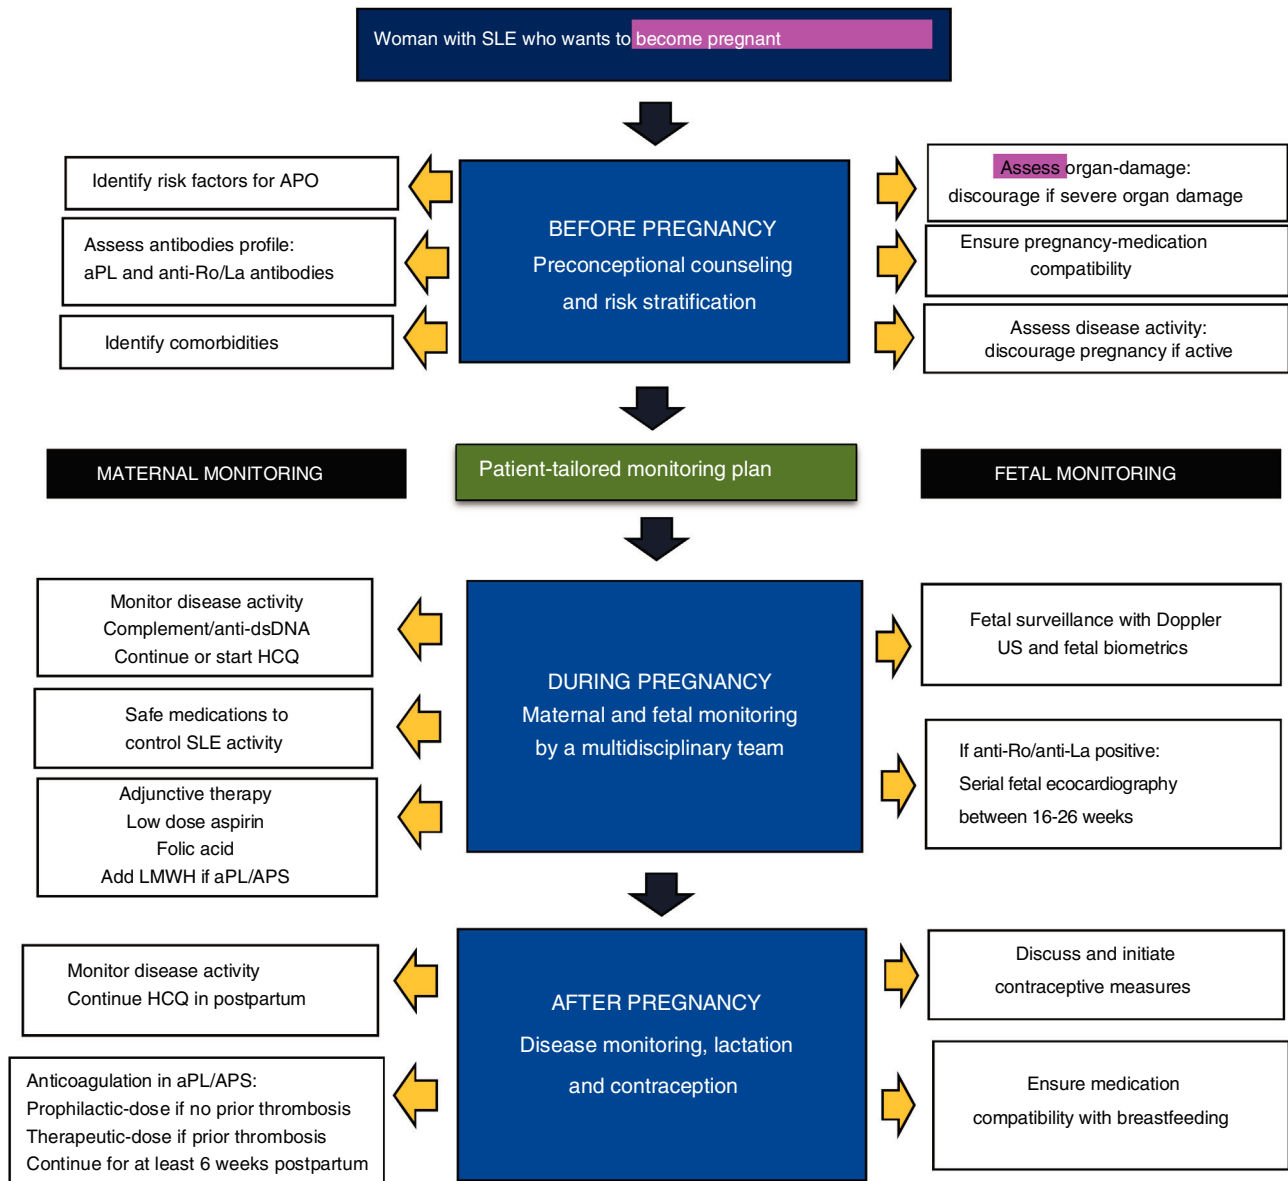 Woman with SLE who wants to become pregnant
Identify risk factors for APO
Assess antibodies profile:
aPL and anti-Ro/La antibodies
Identify comorbidities
BEFORE PREGNANCY
Preconceptional counseling
and risk stratification
Assess organ-damage:
discourage if severe organ damage
Ensure pregnancy-medication
compatibility
Assess disease activity:
discourage pregnancy if active
MATERNAL MONITORING
Patient-tailored monitoring plan
FETAL MONITORING
Monitor disease activity
Complement/anti-dsDNA
Continue or start HCQ
Safe medications to
control SLE activity
Adjunctive therapy
Low dose aspirin
Folic acid
Add LMWH if aPL/APS
DURING PREGNANCY
Maternal and fetal monitoring
by a multidisciplinary team
Fetal surveillance with Doppler
US and fetal biometrics
If anti-Ro/anti-La positive:
Serial fetal ecocardiography
between 16-26 weeks
Monitor disease activity
Continue HCQ in postpartum
Anticoagulation in aPL/APS:
Prophilactic-dose if no prior thrombosis
Therapeutic-dose if prior thrombosis
Continue for at least 6 weeks postpartum
AFTER PREGNANCY
Disease monitoring, lactation
and contraception
Discuss and initiate
contraceptive measures
Ensure medication
compatibility with breastfeeding